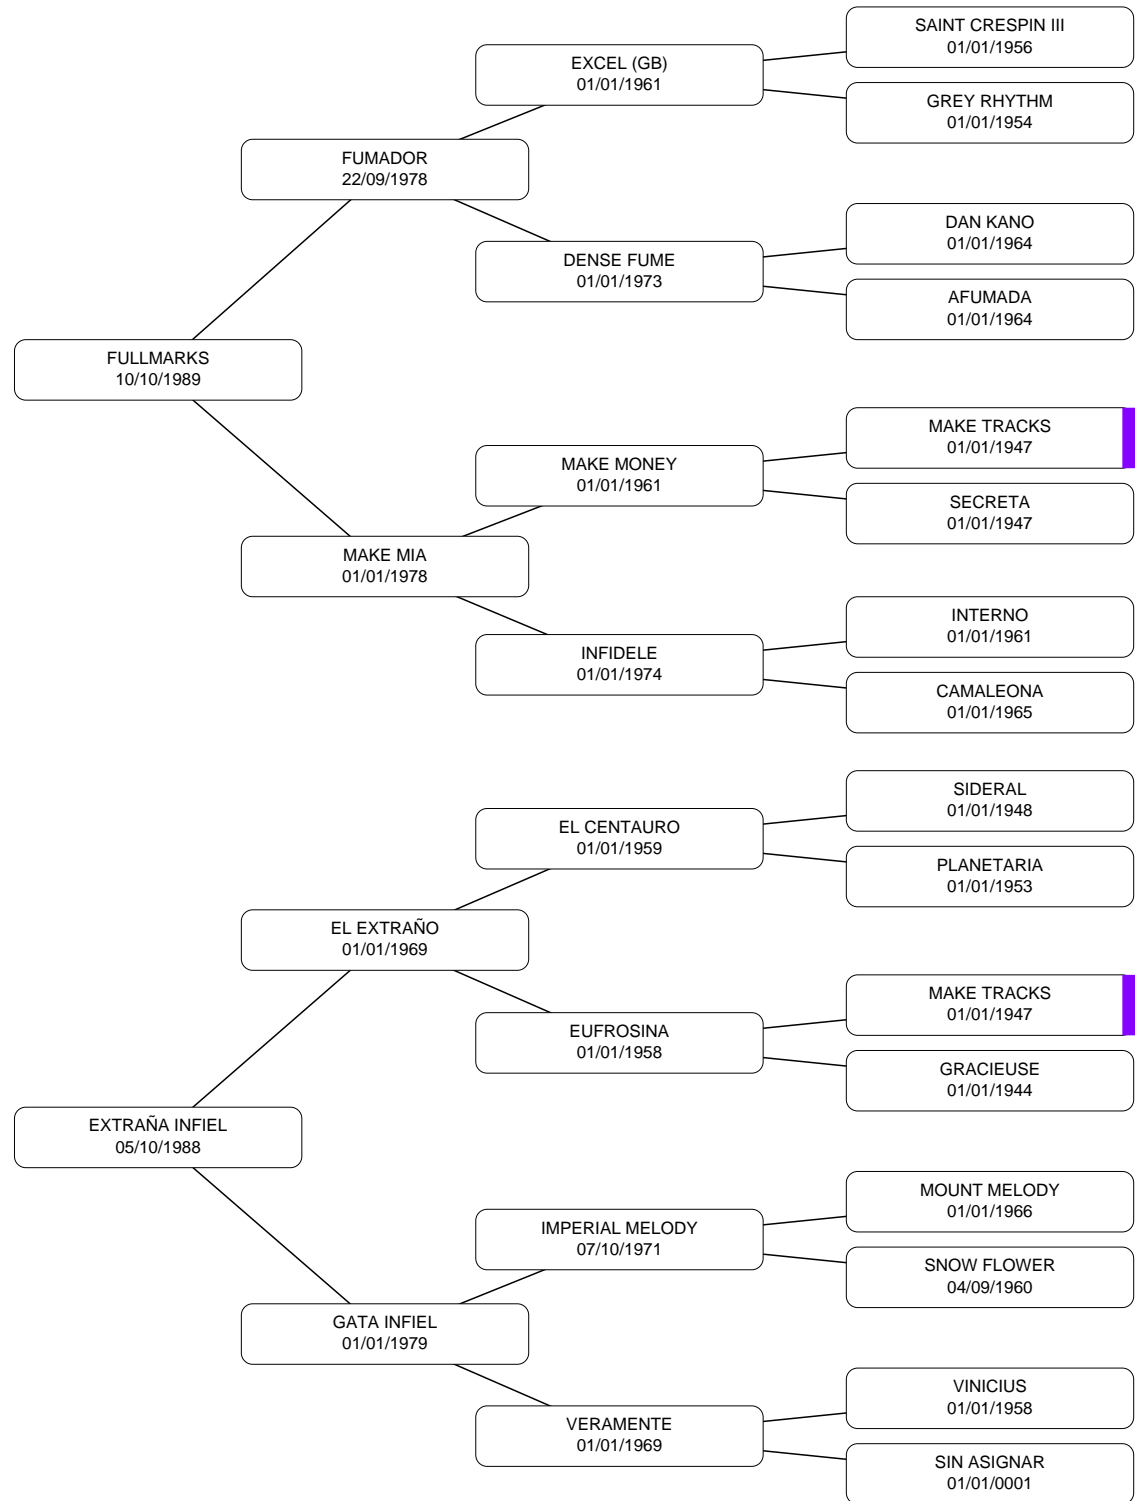 SAINT CRESPIN III
01/01/1956
EXCEL (GB)
01/01/1961
GREY RHYTHM
01/01/1954
FUMADOR
22/09/1978
DAN KANO
01/01/1964
DENSE FUME
01/01/1973
AFUMADA
01/01/1964
FULLMARKS
10/10/1989
MAKE TRACKS
01/01/1947
MAKE MONEY
01/01/1961
SECRETA
01/01/1947
MAKE MIA
01/01/1978
INTERNO
01/01/1961
INFIDELE
01/01/1974
CAMALEONA
01/01/1965
SIDERAL
01/01/1948
EL CENTAURO
01/01/1959
PLANETARIA
01/01/1953
EL EXTRAÑO
01/01/1969
MAKE TRACKS
01/01/1947
EUFROSINA
01/01/1958
GRACIEUSE
01/01/1944
EXTRAÑA INFIEL
05/10/1988
MOUNT MELODY
01/01/1966
IMPERIAL MELODY
07/10/1971
SNOW FLOWER
04/09/1960
GATA INFIEL
01/01/1979
VINICIUS
01/01/1958
VERAMENTE
01/01/1969
SIN ASIGNAR
01/01/0001